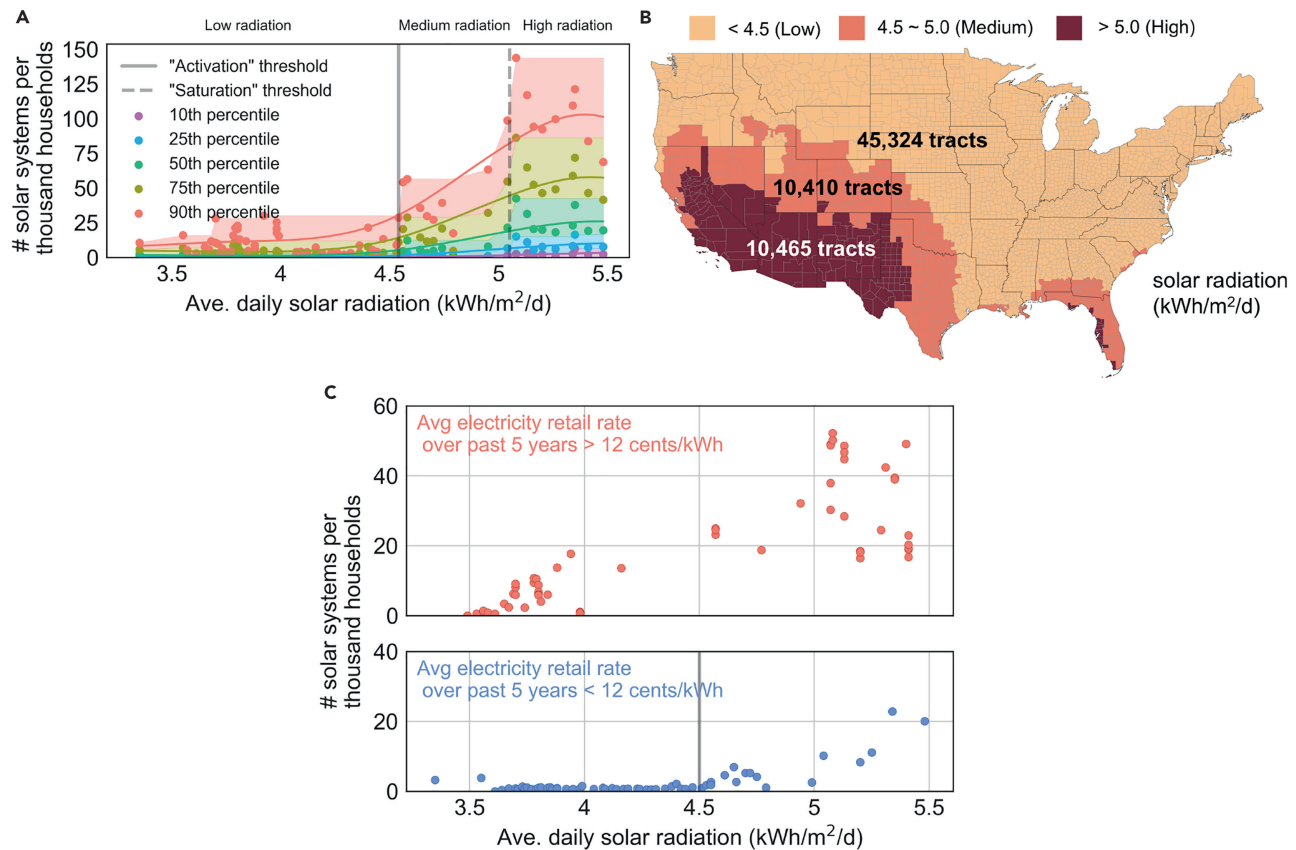 A
Low radiation
Medium radiation
High radiation
150
125
100
75
50
25
0
"Activation" threshold
"Saturation" threshold
10th percentile
25th percentile
50th percentile
75th percentile
90th percentile
# solar systems per
thousand households
3.5
4
4.5
5
5.5
Ave. daily solar radiation (kWh/m²/d)
B
< 4.5 (Low)
4.5 ~ 5.0 (Medium)
> 5.0 (High)
45,324 tracts
10,410 tracts
10,465 tracts
solar radiation
(kWh/m²/d)
C
60
40
20
0
Avg electricity retail rate
over past 5 years > 12 cents/kWh
# solar systems per
thousand households
40
20
0
Avg electricity retail rate
over past 5 years < 12 cents/kWh
3.5
4
4.5
5
5.5
Ave. daily solar radiation (kWh/m²/d)